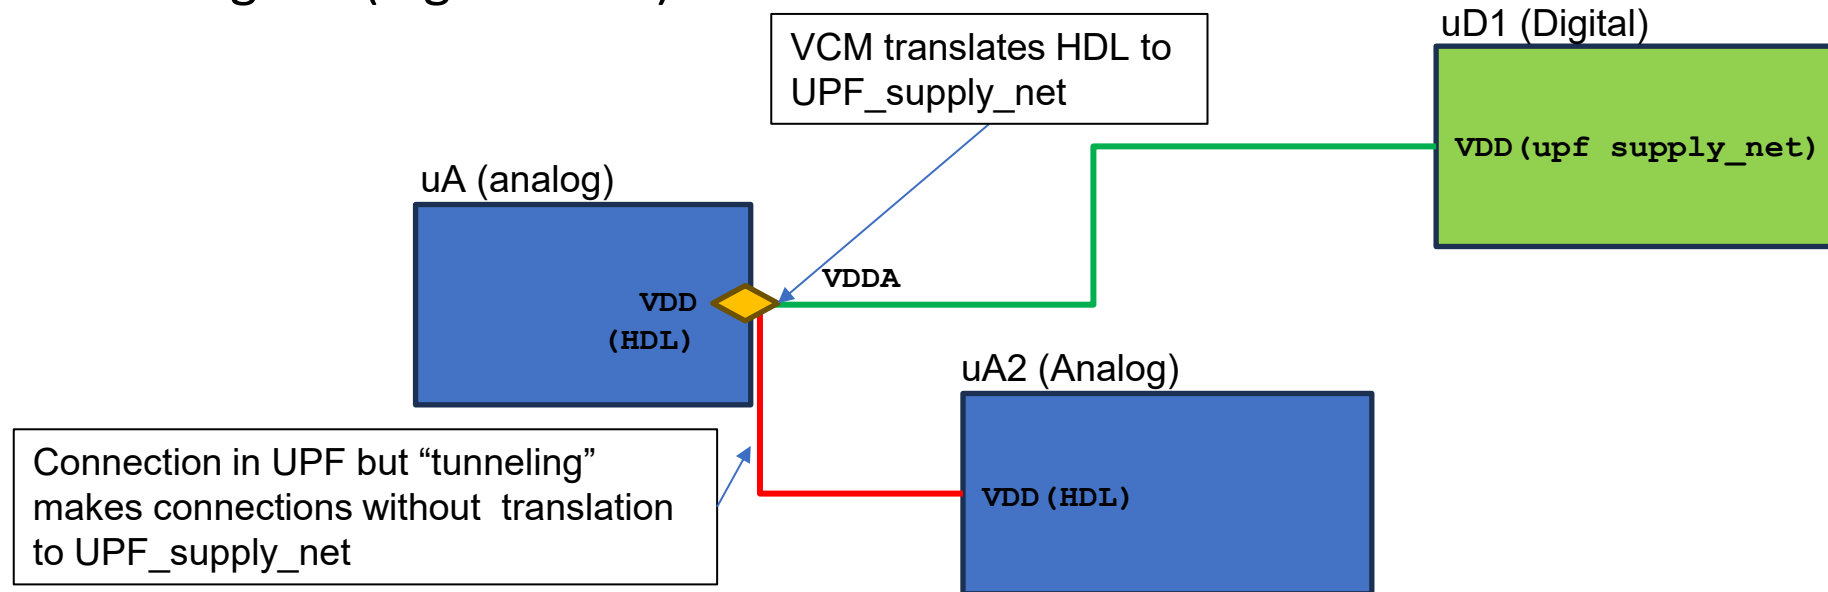 uD1 (Digital)
VCM translates HDL to
UPF_supply_net
VDD(upf supply_net)
uA (analog)
VDDA
VDD
(HDL)
uA2 (Analog)
Connection in UPF but “tunneling”
makes connections without  translation
to UPF_supply_net
VDD(HDL)